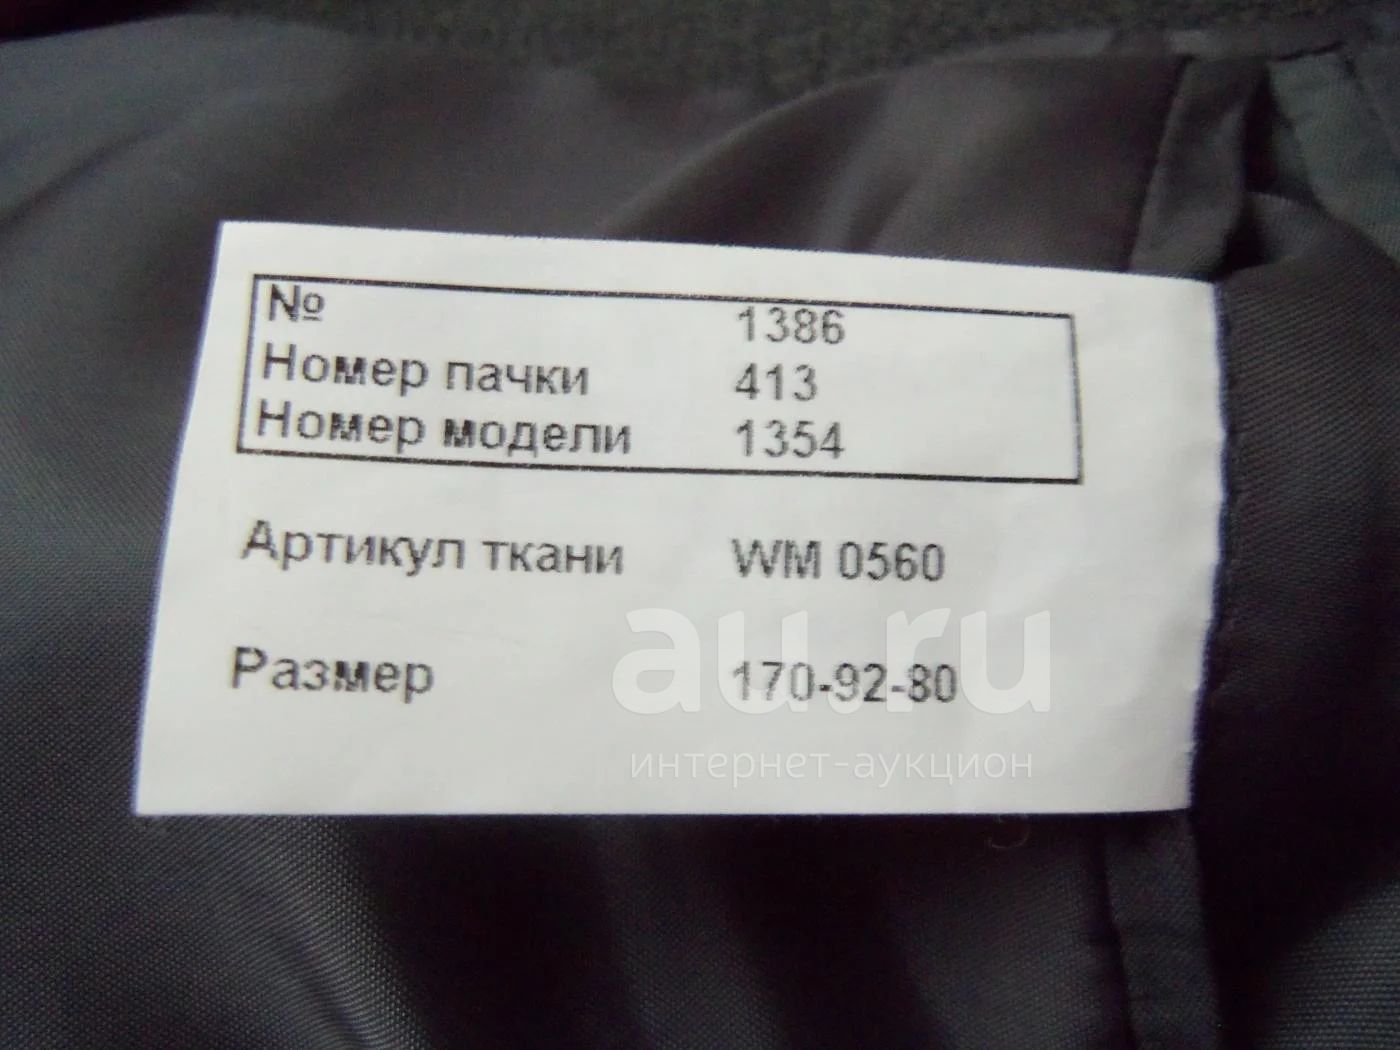 № 1386
Номер пачки 413
Номер модели 1354
Артикул ткани WM 0560
au.ru
Размер 170-92-80
интернет-аукцион